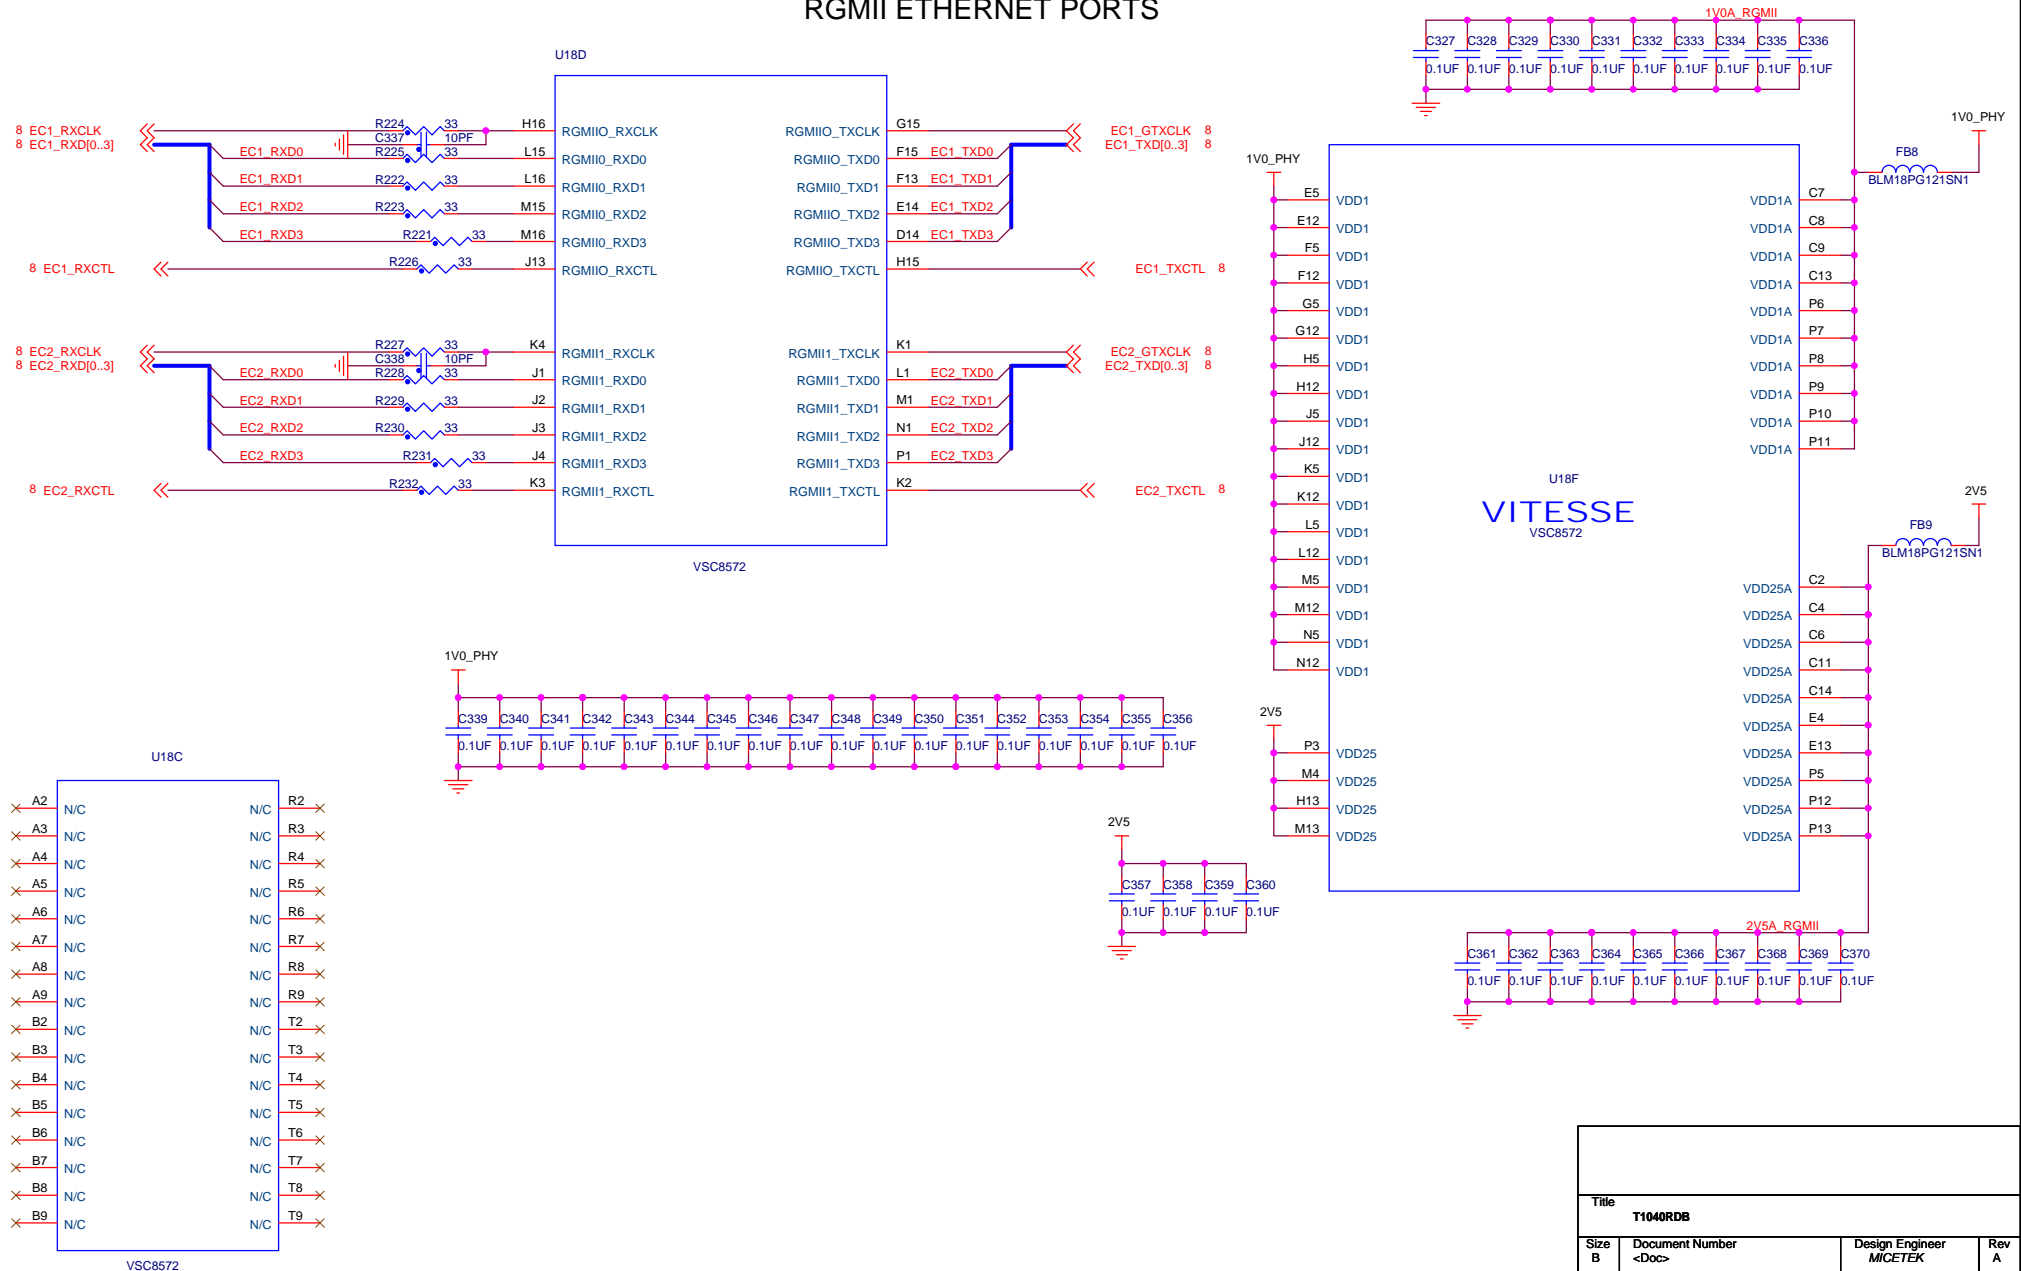 RGMII ETHERNET PORTS
U18D
8 EC1_RXCLK
8 EC1_RXD[0..3]
EC1_RXD0
EC1_RXD1
EC1_RXD2
EC1_RXD3
8 EC1_RXCTL
R224 33
C337 10PF
R225 33
R222 33
R223 33
R221 33
R226 33
H16 RGMIIO_RXCLK
L15 RGMII0_RXD0
L16 RGMII0_RXD1
M15 RGMII0_RXD2
M16 RGMII0_RXD3
J13 RGMIIO_RXCTL
RGMIIO_TXCLK G15
RGMIIO_TXD0 F15 EC1_TXD0
RGMII0_TXD1 F13 EC1_TXD1
RGMIIO_TXD2 E14 EC1_TXD2
RGMIIO_TXD3 D14 EC1_TXD3
RGMIIO_TXCTL H15
EC1_GTXCLK 8
EC1_TXD[0..3] 8
EC1_TXCTL 8
8 EC2_RXCLK
8 EC2_RXD[0..3]
EC2_RXD0
EC2_RXD1
EC2_RXD2
EC2_RXD3
8 EC2_RXCTL
R227 33
C338 10PF
R228 33
R229 33
R230 33
R231 33
R232 33
K4 RGMII1_RXCLK
J1 RGMII1_RXD0
J2 RGMII1_RXD1
J3 RGMII1_RXD2
J4 RGMII1_RXD3
K3 RGMII1_RXCTL
RGMII1_TXCLK K1
RGMII1_TXD0 L1 EC2_TXD0
RGMII1_TXD1 M1 EC2_TXD1
RGMII1_TXD2 N1 EC2_TXD2
RGMII1_TXD3 P1 EC2_TXD3
RGMII1_TXCTL K2
EC2_GTXCLK 8
EC2_TXD[0..3] 8
EC2_TXCTL 8
VSC8572
1V0A_RGMII
C327 C328 C329 C330 C331 C332 C333 C334 C335 C336
0.1UF 0.1UF 0.1UF 0.1UF 0.1UF 0.1UF 0.1UF 0.1UF 0.1UF 0.1UF
1V0_PHY
FB8
BLM18PG121SN1
1V0_PHY
E5 VDD1
E12 VDD1
F5 VDD1
F12 VDD1
G5 VDD1
G12 VDD1
H5 VDD1
H12 VDD1
J5 VDD1
J12 VDD1
K5 VDD1
K12 VDD1
L5 VDD1
L12 VDD1
M5 VDD1
M12 VDD1
N5 VDD1
N12 VDD1
2V5
P3 VDD25
M4 VDD25
H13 VDD25
M13 VDD25
U18F
VITESSE
VSC8572
VDD1A C7
VDD1A C8
VDD1A C9
VDD1A C13
VDD1A P6
VDD1A P7
VDD1A P8
VDD1A P9
VDD1A P10
VDD1A P11
2V5
FB9
BLM18PG121SN1
VDD25A C2
VDD25A C4
VDD25A C6
VDD25A C11
VDD25A C14
VDD25A E4
VDD25A E13
VDD25A P5
VDD25A P12
VDD25A P13
1V0_PHY
C339 C340 C341 C342 C343 C344 C345 C346 C347 C348 C349 C350 C351 C352 C353 C354 C355 C356
0.1UF 0.1UF 0.1UF 0.1UF 0.1UF 0.1UF 0.1UF 0.1UF 0.1UF 0.1UF 0.1UF 0.1UF 0.1UF 0.1UF 0.1UF 0.1UF 0.1UF 0.1UF
2V5
C357 C358 C359 C360
0.1UF 0.1UF 0.1UF 0.1UF
2V5A_RGMII
C361 C362 C363 C364 C365 C366 C367 C368 C369 C370
0.1UF 0.1UF 0.1UF 0.1UF 0.1UF 0.1UF 0.1UF 0.1UF 0.1UF 0.1UF
U18C
A2 N/C N/C R2
A3 N/C N/C R3
A4 N/C N/C R4
A5 N/C N/C R5
A6 N/C N/C R6
A7 N/C N/C R7
A8 N/C N/C R8
A9 N/C N/C R9
B2 N/C N/C T2
B3 N/C N/C T3
B4 N/C N/C T4
B5 N/C N/C T5
B6 N/C N/C T6
B7 N/C N/C T7
B8 N/C N/C T8
B9 N/C N/C T9
VSC8572
Title
T1040RDB
Size Document Number Design Engineer Rev
B <Doc> MICETEK A